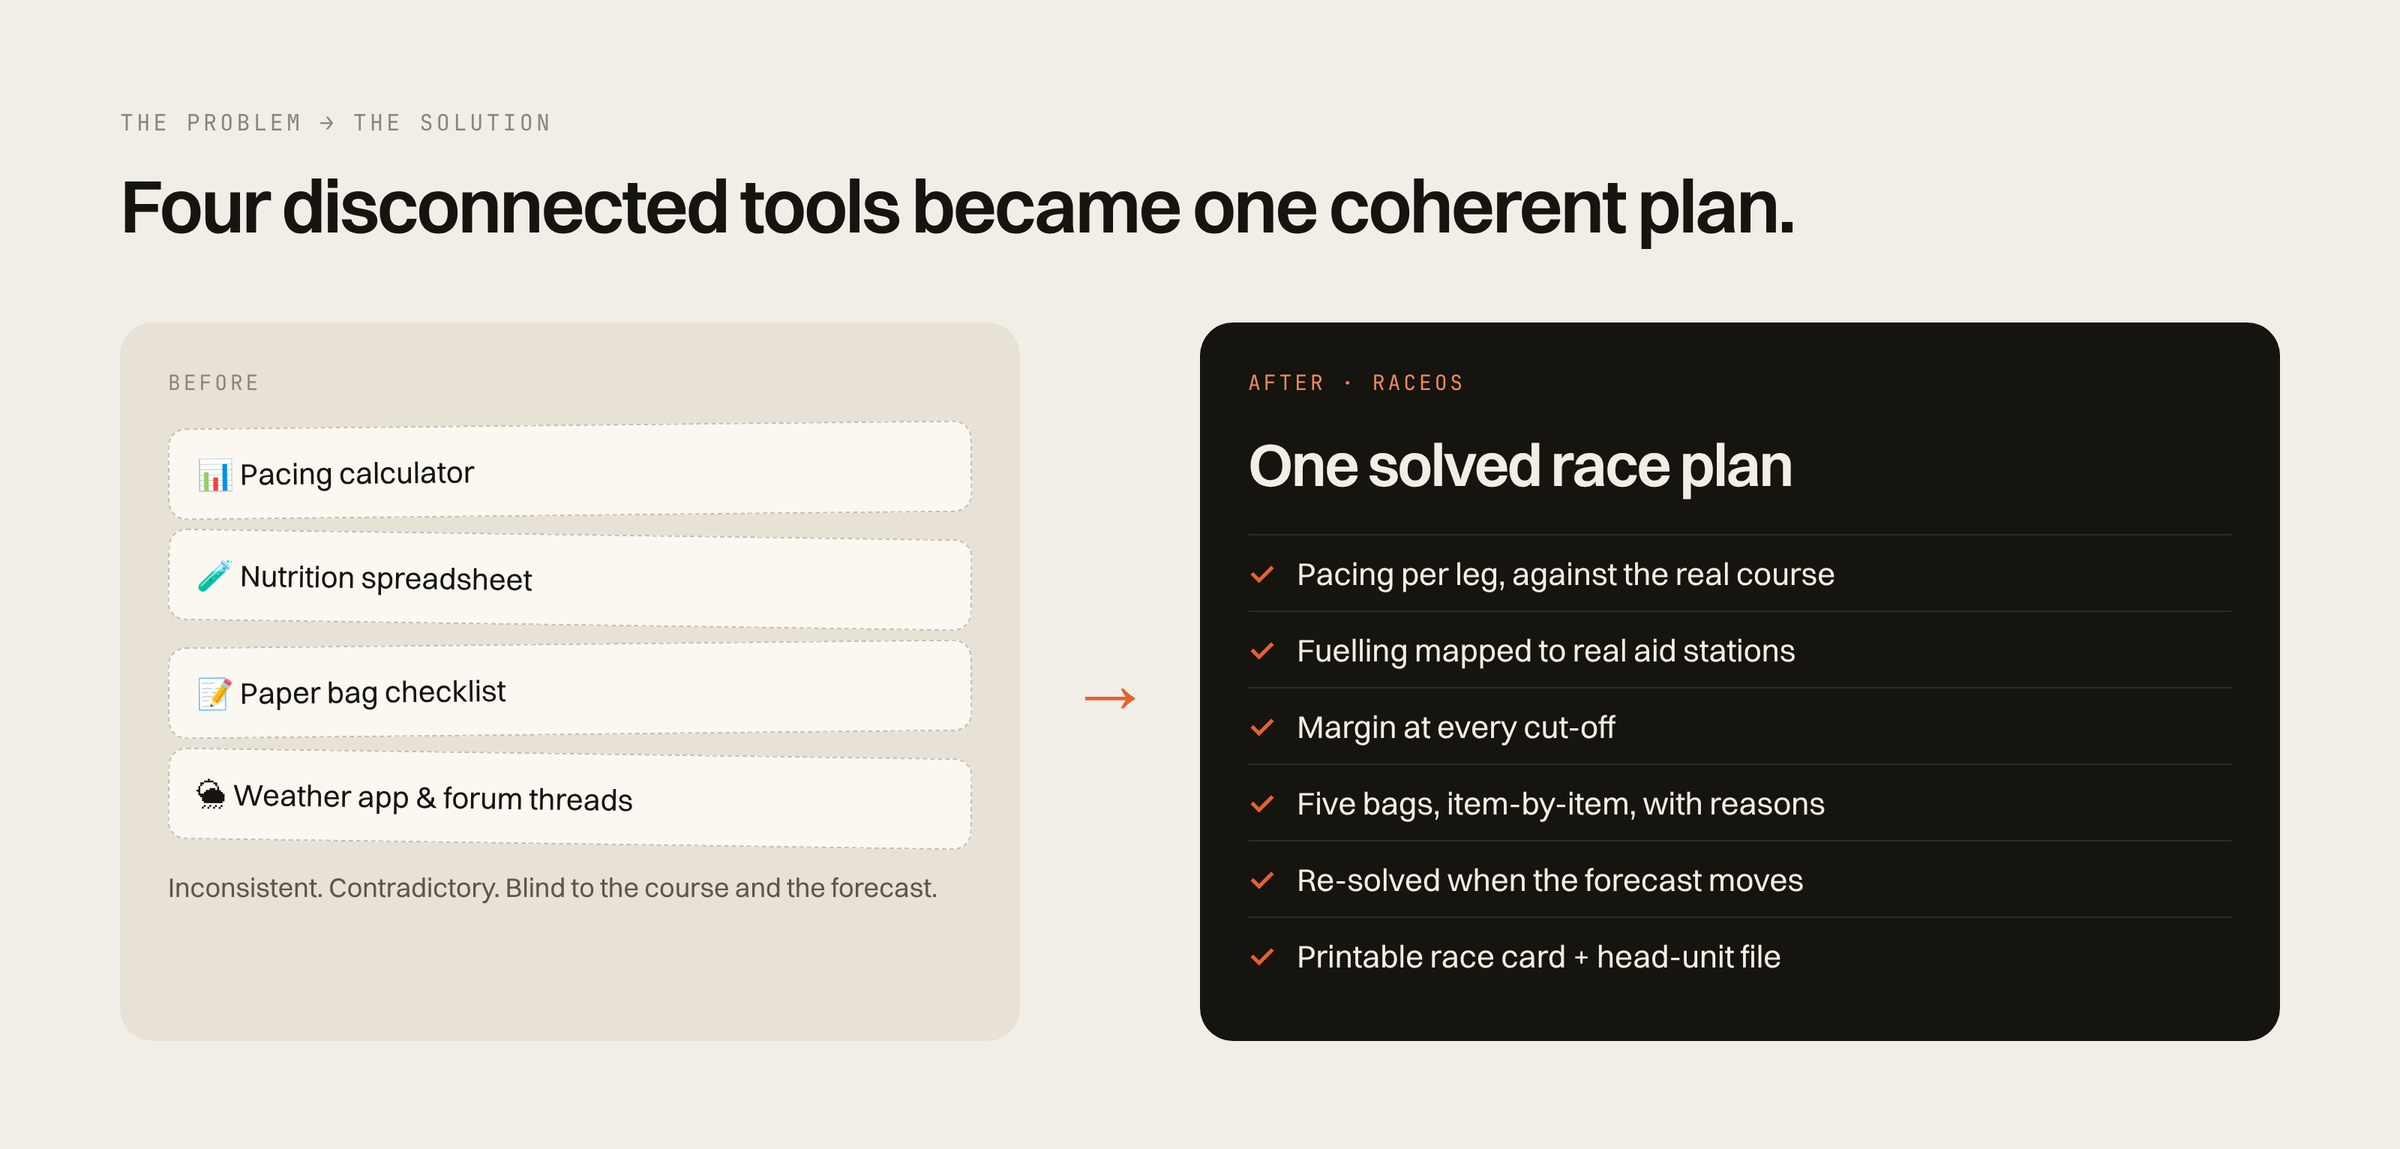 THE PROBLEM → THE SOLUTION
Four disconnected tools became one coherent plan.
BEFORE
📊 Pacing calculator
🧪 Nutrition spreadsheet
📝 Paper bag checklist
🌦 Weather app & forum threads
Inconsistent. Contradictory. Blind to the course and the forecast.
→
AFTER · RACEOS
One solved race plan
✓ Pacing per leg, against the real course
✓ Fuelling mapped to real aid stations
✓ Margin at every cut-off
✓ Five bags, item-by-item, with reasons
✓ Re-solved when the forecast moves
✓ Printable race card + head-unit file